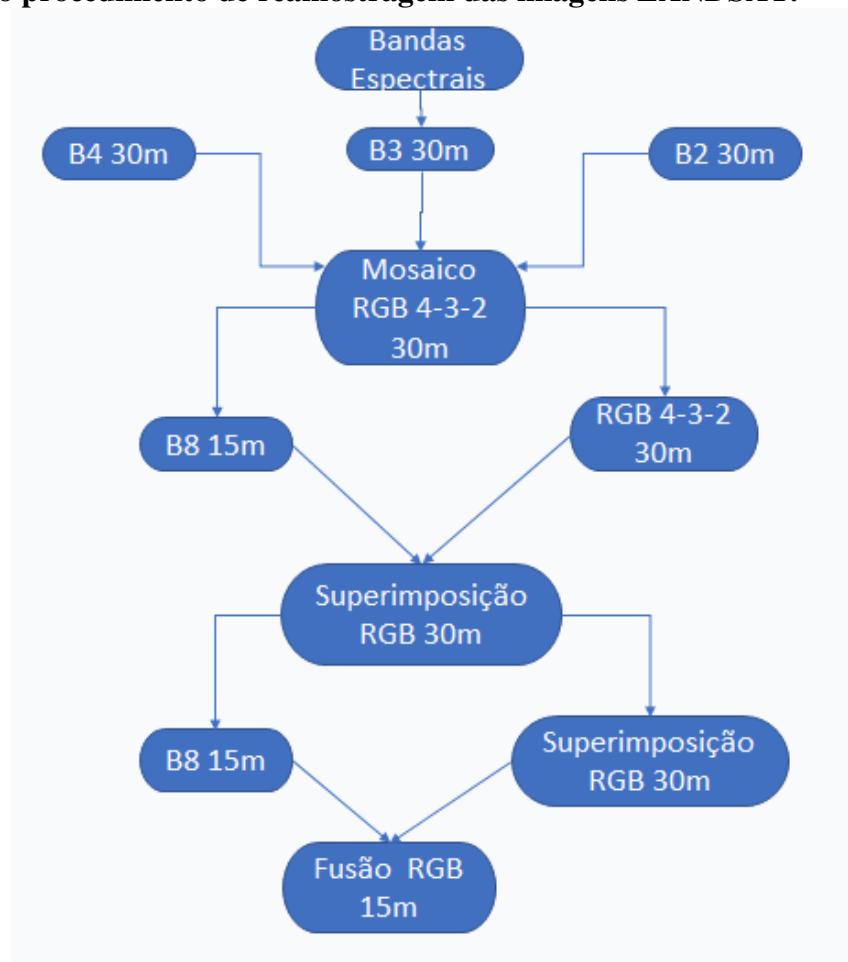 o procedimento de reamostragem das imagens LANDSAT.
Bandas
Espectrais
B4 30m
B3 30m
B2 30m
Mosaico
RGB 4-3-2
30m
B8 15m
RGB 4-3-2
30m
Superimposição
RGB 30m
B8 15m
Superimposição
RGB 30m
Fusão RGB
15m